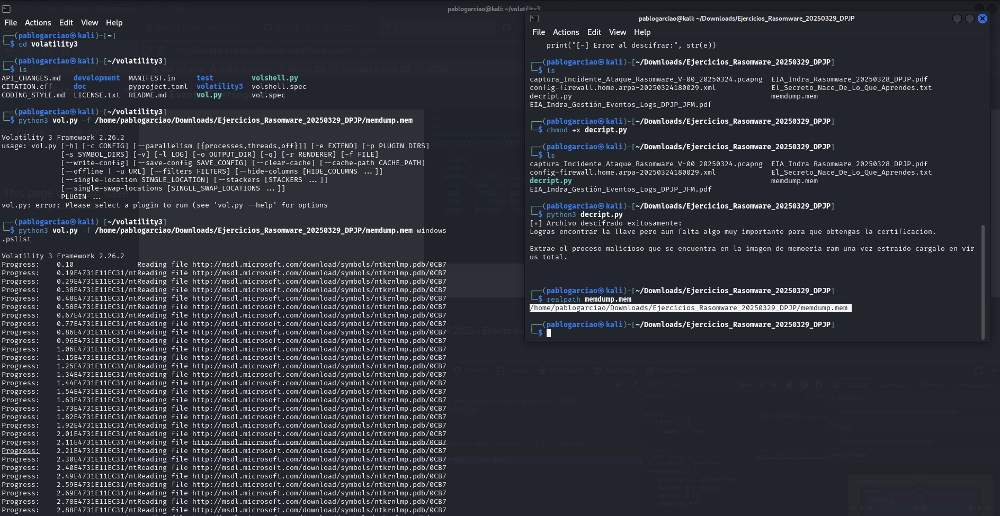 pablogarciao@kali: ~/volatility3
File Actions Edit View Help
┌──(pablogarciao㉿kali)-[~]
└─$ cd volatility3
┌──(pablogarciao㉿kali)-[~/volatility3]
└─$ ls
API_CHANGES.md development MANIFEST.in test volshell.py
CITATION.cff doc pyproject.toml volatility3 volshell.spec
CODING_STYLE.md LICENSE.txt README.md vol.py vol.spec
┌──(pablogarciao㉿kali)-[~/volatility3]
└─$ python3 vol.py -f /home/pablogarciao/Downloads/Ejercicios_Rasomware_20250329_DPJP/memdump.mem
Volatility 3 Framework 2.26.2
usage: vol.py [-h] [-c CONFIG] [--parallelism [{processes,threads,off}]] [-e EXTEND] [-p PLUGIN_DIRS]
[-s SYMBOL_DIRS] [-v] [-l LOG] [-o OUTPUT_DIR] [-q] [-r RENDERER] [-f FILE]
[--write-config] [--save-config SAVE_CONFIG] [--clear-cache] [--cache-path CACHE_PATH]
[--offline | -u URL] [--filters FILTERS] [--hide-columns [HIDE_COLUMNS ...]]
[--single-location SINGLE_LOCATION] [--stackers [STACKERS ...]]
[--single-swap-locations [SINGLE_SWAP_LOCATIONS ...]]
PLUGIN ...
vol.py: error: Please select a plugin to run (see 'vol.py --help' for options
┌──(pablogarciao㉿kali)-[~/volatility3]
└─$ python3 vol.py -f /home/pablogarciao/Downloads/Ejercicios_Rasomware_20250329_DPJP/memdump.mem windows
.pslist
Volatility 3 Framework 2.26.2
Progress: 0.10 Reading file http://msdl.microsoft.com/download/symbols/ntkrnlmp.pdb/0CB7
Progress: 0.19E4731E11EC31/ntReading file http://msdl.microsoft.com/download/symbols/ntkrnlmp.pdb/0CB7
Progress: 0.29E4731E11EC31/ntReading file http://msdl.microsoft.com/download/symbols/ntkrnlmp.pdb/0CB7
Progress: 0.38E4731E11EC31/ntReading file http://msdl.microsoft.com/download/symbols/ntkrnlmp.pdb/0CB7
Progress: 0.48E4731E11EC31/ntReading file http://msdl.microsoft.com/download/symbols/ntkrnlmp.pdb/0CB7
Progress: 0.58E4731E11EC31/ntReading file http://msdl.microsoft.com/download/symbols/ntkrnlmp.pdb/0CB7
Progress: 0.67E4731E11EC31/ntReading file http://msdl.microsoft.com/download/symbols/ntkrnlmp.pdb/0CB7
Progress: 0.77E4731E11EC31/ntReading file http://msdl.microsoft.com/download/symbols/ntkrnlmp.pdb/0CB7
Progress: 0.86E4731E11EC31/ntReading file http://msdl.microsoft.com/download/symbols/ntkrnlmp.pdb/0CB7
Progress: 0.96E4731E11EC31/ntReading file http://msdl.microsoft.com/download/symbols/ntkrnlmp.pdb/0CB7
Progress: 1.06E4731E11EC31/ntReading file http://msdl.microsoft.com/download/symbols/ntkrnlmp.pdb/0CB7
Progress: 1.15E4731E11EC31/ntReading file http://msdl.microsoft.com/download/symbols/ntkrnlmp.pdb/0CB7
Progress: 1.25E4731E11EC31/ntReading file http://msdl.microsoft.com/download/symbols/ntkrnlmp.pdb/0CB7
Progress: 1.34E4731E11EC31/ntReading file http://msdl.microsoft.com/download/symbols/ntkrnlmp.pdb/0CB7
Progress: 1.44E4731E11EC31/ntReading file http://msdl.microsoft.com/download/symbols/ntkrnlmp.pdb/0CB7
Progress: 1.54E4731E11EC31/ntReading file http://msdl.microsoft.com/download/symbols/ntkrnlmp.pdb/0CB7
Progress: 1.63E4731E11EC31/ntReading file http://msdl.microsoft.com/download/symbols/ntkrnlmp.pdb/0CB7
Progress: 1.73E4731E11EC31/ntReading file http://msdl.microsoft.com/download/symbols/ntkrnlmp.pdb/0CB7
Progress: 1.82E4731E11EC31/ntReading file http://msdl.microsoft.com/download/symbols/ntkrnlmp.pdb/0CB7
Progress: 1.92E4731E11EC31/ntReading file http://msdl.microsoft.com/download/symbols/ntkrnlmp.pdb/0CB7
Progress: 2.01E4731E11EC31/ntReading file http://msdl.microsoft.com/download/symbols/ntkrnlmp.pdb/0CB7
Progress: 2.11E4731E11EC31/ntReading file http://msdl.microsoft.com/download/symbols/ntkrnlmp.pdb/0CB7
Progress: 2.21E4731E11EC31/ntReading file http://msdl.microsoft.com/download/symbols/ntkrnlmp.pdb/0CB7
Progress: 2.30E4731E11EC31/ntReading file http://msdl.microsoft.com/download/symbols/ntkrnlmp.pdb/0CB7
Progress: 2.40E4731E11EC31/ntReading file http://msdl.microsoft.com/download/symbols/ntkrnlmp.pdb/0CB7
Progress: 2.49E4731E11EC31/ntReading file http://msdl.microsoft.com/download/symbols/ntkrnlmp.pdb/0CB7
Progress: 2.59E4731E11EC31/ntReading file http://msdl.microsoft.com/download/symbols/ntkrnlmp.pdb/0CB7
Progress: 2.69E4731E11EC31/ntReading file http://msdl.microsoft.com/download/symbols/ntkrnlmp.pdb/0CB7
Progress: 2.78E4731E11EC31/ntReading file http://msdl.microsoft.com/download/symbols/ntkrnlmp.pdb/0CB7
Progress: 2.88E4731E11EC31/ntReading file http://msdl.microsoft.com/download/symbols/ntkrnlmp.pdb/0CB7
pablogarciao@kali: ~/Downloads/Ejercicios_Rasomware_20250329_DPJP
File Actions Edit View Help
print("[-] Error al descifrar:", str(e))
┌──(pablogarciao㉿kali)-[~/Downloads/Ejercicios_Rasomware_20250329_DPJP]
└─$ ls
captura_Incidente_Ataque_Rasomware_V-00_20250324.pcapng EIA_Indra_Rasomware_20250328_DPJP.pdf
config-firewall.home.arpa-20250324180029.xml El_Secreto_Nace_De_Lo_Que_Aprendes.txt
decript.py memdump.mem
EIA_Indra_Gestión_Eventos_Logs_DPJP_JFM.pdf
┌──(pablogarciao㉿kali)-[~/Downloads/Ejercicios_Rasomware_20250329_DPJP]
└─$ chmod +x decript.py
┌──(pablogarciao㉿kali)-[~/Downloads/Ejercicios_Rasomware_20250329_DPJP]
└─$ ls
captura_Incidente_Ataque_Rasomware_V-00_20250324.pcapng EIA_Indra_Rasomware_20250328_DPJP.pdf
config-firewall.home.arpa-20250324180029.xml El_Secreto_Nace_De_Lo_Que_Aprendes.txt
decript.py memdump.mem
EIA_Indra_Gestión_Eventos_Logs_DPJP_JFM.pdf
┌──(pablogarciao㉿kali)-[~/Downloads/Ejercicios_Rasomware_20250329_DPJP]
└─$ python3 decript.py
[+] Archivo descifrado exitosamente:
Logras encontrar la llave pero aun falta algo muy importante para que obtengas la certificacion.
Extrae el proceso malicioso que se encuentra en la imagen de memoeria ram una vez estraido cargalo en vir
us total.
┌──(pablogarciao㉿kali)-[~/Downloads/Ejercicios_Rasomware_20250329_DPJP]
└─$ realpath memdump.mem
/home/pablogarciao/Downloads/Ejercicios_Rasomware_20250329_DPJP/memdump.mem
┌──(pablogarciao㉿kali)-[~/Downloads/Ejercicios_Rasomware_20250329_DPJP]
└─$